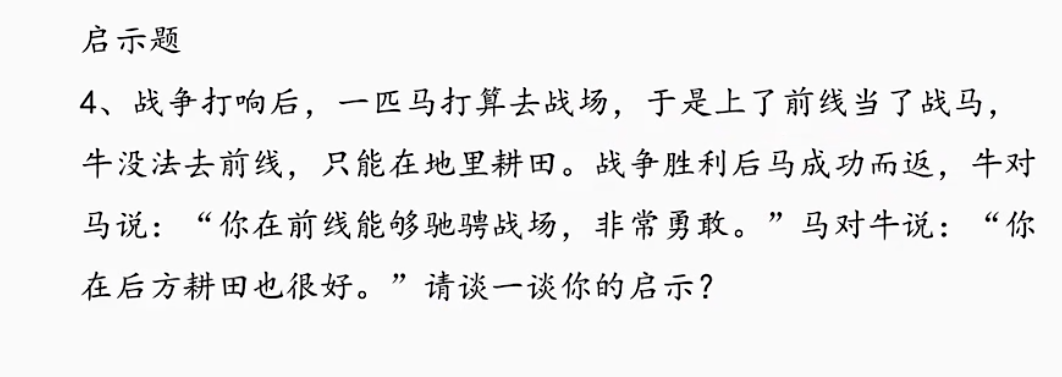 启示题
4、战争打响后，一匹马打算去战场，于是上了前线当了战马，
牛没法去前线，只能在地里耕田。战争胜利后马成功而返，牛对
马说：“你在前线能够驰骋战场，非常勇敢。”马对牛说：“你
在后方耕田也很好。”请谈一谈你的启示？